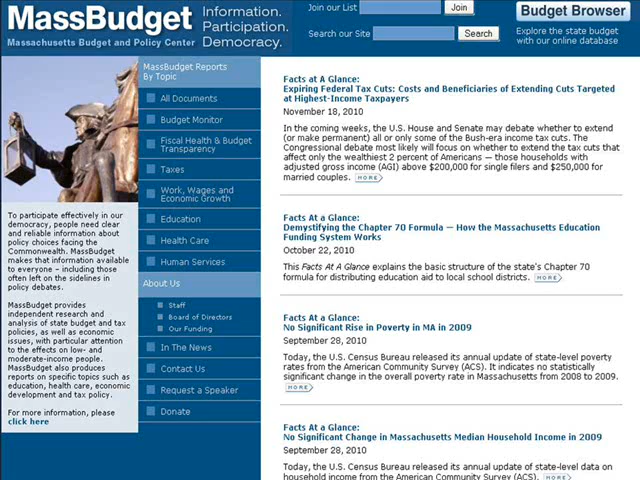 MassBudget
Information.
Participation.
Democracy.
Massachusetts Budget and Policy Center
Join our List
Join
Search our Site
Search
Budget Browser
Explore the state budget
with our online database
To participate effectively in our
democracy, people need clear
and reliable information about
policy choices facing the
Commonwealth. MassBudget
makes that information available
to everyone – including those
often left on the sidelines in
policy debates.
MassBudget provides
independent research and
analysis of state budget and tax
policies, as well as economic
issues, with particular attention
to the effects on low- and
moderate-income people.
MassBudget also produces
reports on specific topics such as
education, health care, economic
development and tax policy.
For more information, please
click here
MassBudget Reports
By Topic
All Documents
Budget Monitor
Fiscal Health & Budget
Transparency
Taxes
Work, Wages and
Economic Growth
Education
Health Care
Human Services
About Us
Staff
Board of Directors
Our Funding
In The News
Contact Us
Request a Speaker
Donate
Facts at A Glance:
Expiring Federal Tax Cuts: Costs and Beneficiaries of Extending Cuts Targeted
at Highest-Income Taxpayers
November 18, 2010
In the coming weeks, the U.S. House and Senate may debate whether to extend
(or make permanent) all or only some of the Bush-era income tax cuts. The
Congressional debate most likely will focus on whether to extend the tax cuts that
affect only the wealthiest 2 percent of Americans — those households with
adjusted gross income (AGI) above $200,000 for single filers and $250,000 for
married couples. MORE
Facts At a Glance:
Demystifying the Chapter 70 Formula — How the Massachusetts Education
Funding System Works
October 22, 2010
This Facts At A Glance explains the basic structure of the state's Chapter 70
formula for distributing education aid to local school districts. MORE
Facts At a Glance:
No Significant Rise in Poverty in MA in 2009
September 28, 2010
Today, the U.S. Census Bureau released its annual update of state-level poverty
rates from the American Community Survey (ACS). It indicates no statistically
significant change in the overall poverty rate in Massachusetts from 2008 to 2009.
MORE
Facts At a Glance:
No Significant Change in Massachusetts Median Household Income in 2009
September 28, 2010
Today, the U.S. Census Bureau released its annual update of state-level data on
household income from the American Community Survey (ACS). MORE